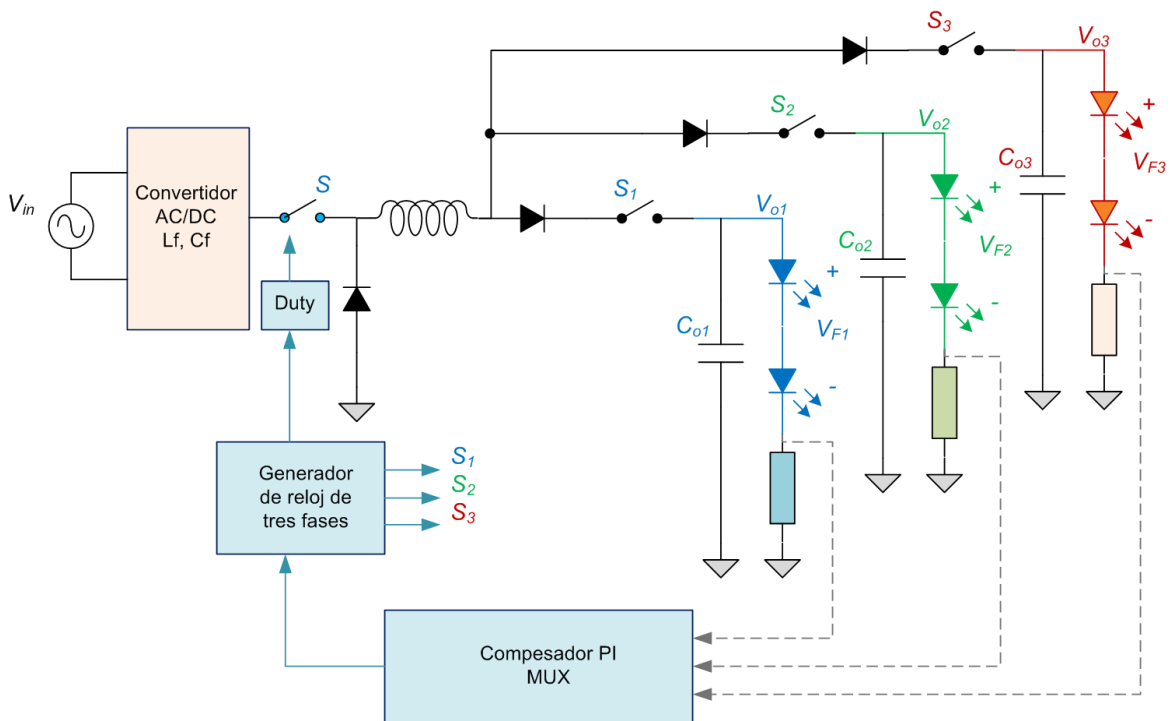 S3
Vo3
+
VF3
-
Co3
S2
Vo2
+
VF2
-
Co2
Vin
Convertidor
AC/DC
Lf, Cf
S
S1
Vo1
+
VF1
-
Co1
Duty
Generador
de reloj de
tres fases
S1
S2
S3
Compesador PI
MUX